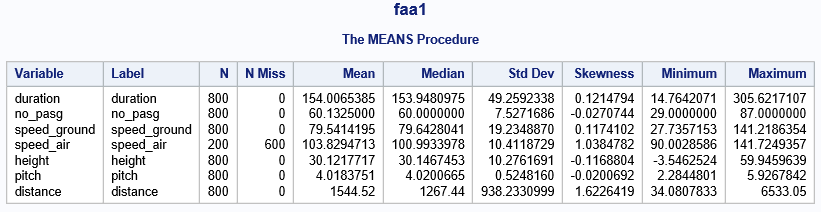 faa1
The MEANS Procedure
Variable Label N N Miss Mean Median Std Dev Skewness Minimum Maximum
duration duration 800 0 154.0065385 153.9480975 49.2592338 0.1214794 14.7642071 305.6217107
no_pasg no_pasg 800 0 60.1325000 60.0000000 7.5271686 -0.0270744 29.0000000 87.0000000
speed_ground speed_ground 800 0 79.5414195 79.6428041 19.2348870 0.1174102 27.7357153 141.2186354
speed_air speed_air 200 600 103.8294713 100.9933978 10.4118729 1.0384782 90.0028586 141.7249357
height height 800 0 30.1217717 30.1467453 10.2761691 -0.1168804 -3.5462524 59.9459639
pitch pitch 800 0 4.0183751 4.0200665 0.5248160 -0.0200692 2.2844801 5.9267842
distance distance 800 0 1544.52 1267.44 938.2330999 1.6226419 34.0807833 6533.05